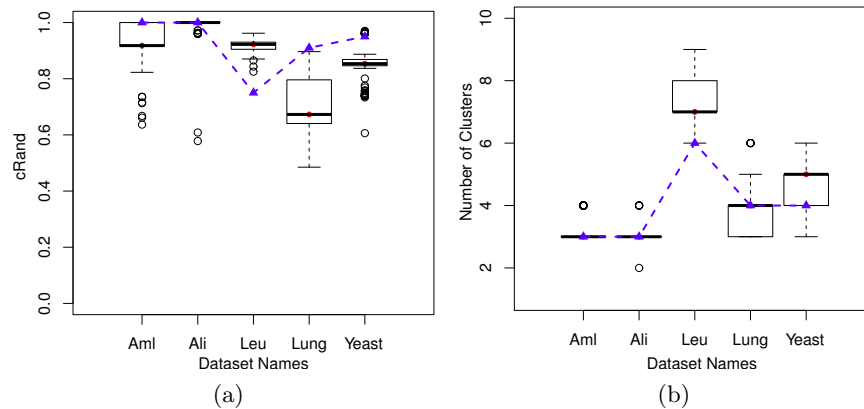 1.0
0.8
0.6
0.4
0.2
0.0
cRand
Aml Ali Leu Lung Yeast
Dataset Names
(a)
10
8
6
4
2
Number of Clusters
Aml Ali Leu Lung Yeast
Dataset Names
(b)